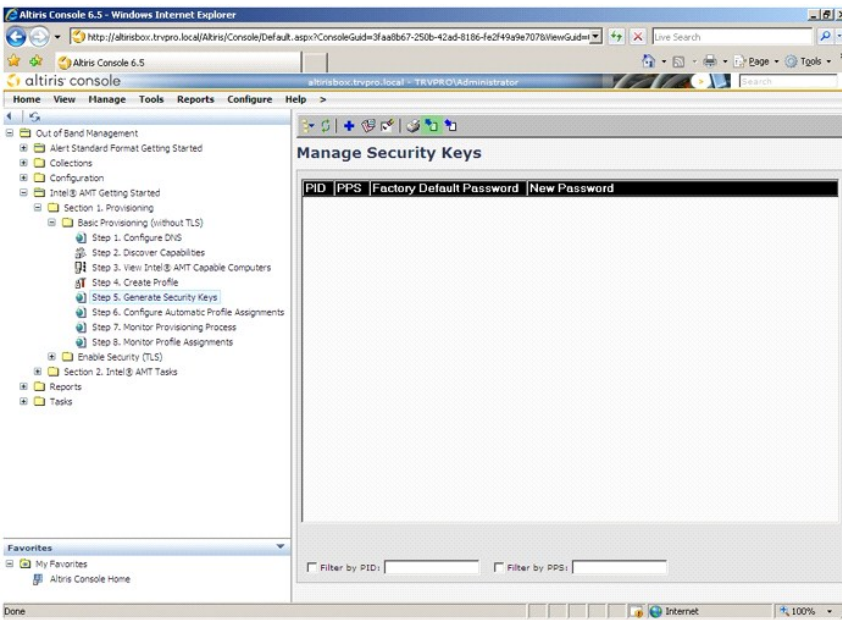 Altiris Console 6.5 - Windows Internet Explorer
http://altirisbox.trvpro.local/Altiris/Console/Default.aspx?ConsoleGuid=3faa8b67-250b-42ad-8186-fe2f49a9e707&ViewGuid=
Live Search
Altiris Console 6.5
Page
Tools
altiris console
altirisbox.trvpro.local - TRVPRO\Administrator
Search
Home View Manage Tools Reports Configure Help >
Out of Band Management
Alert Standard Format Getting Started
Collections
Configuration
Intel® AMT Getting Started
Section 1. Provisioning
Basic Provisioning (without TLS)
Step 1. Configure DNS
Step 2. Discover Capabilities
Step 3. View Intel® AMT Capable Computers
Step 4. Create Profile
Step 5. Generate Security Keys
Step 6. Configure Automatic Profile Assignments
Step 7. Monitor Provisioning Process
Step 8. Monitor Profile Assignments
Enable Security (TLS)
Section 2. Intel® AMT Tasks
Reports
Tasks
Manage Security Keys
PID PPS Factory Default Password New Password
Favorites
My Favorites
Altiris Console Home
Filter by PID:
Filter by PPS:
Done
Internet
100%